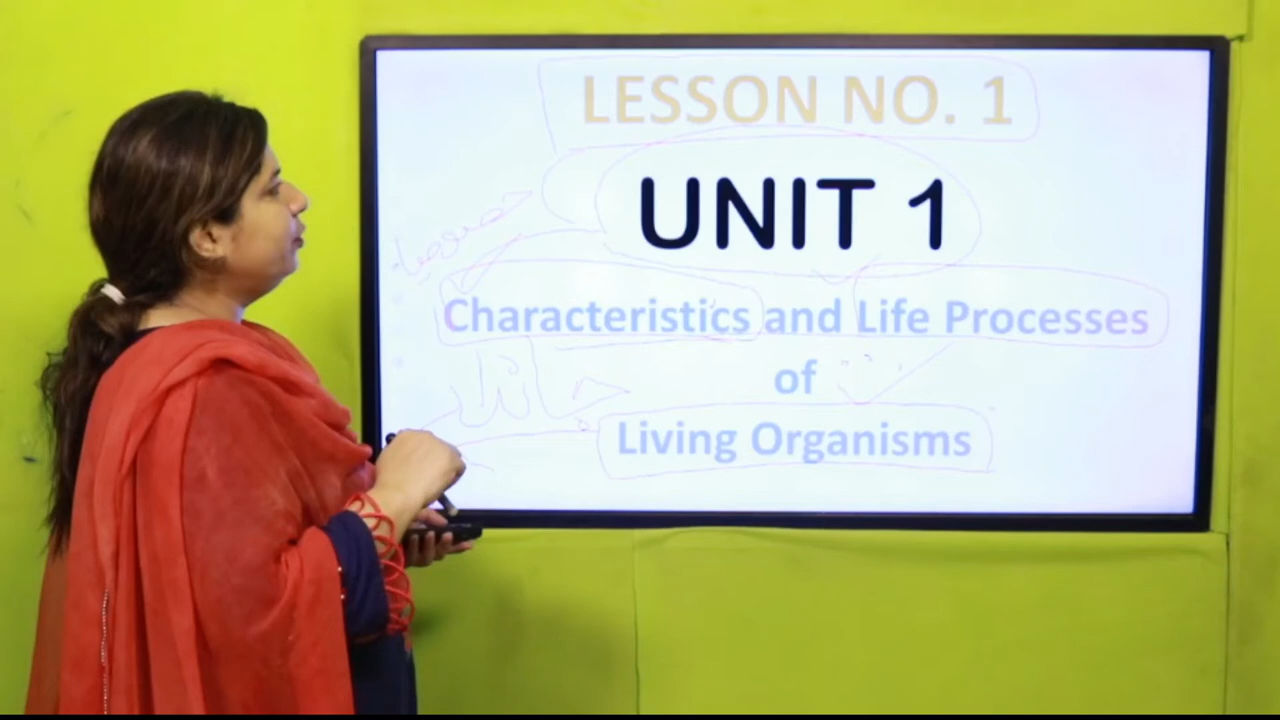 LESSON NO. 1
UNIT 1
Characteristics and Life Processes
of
Living Organisms